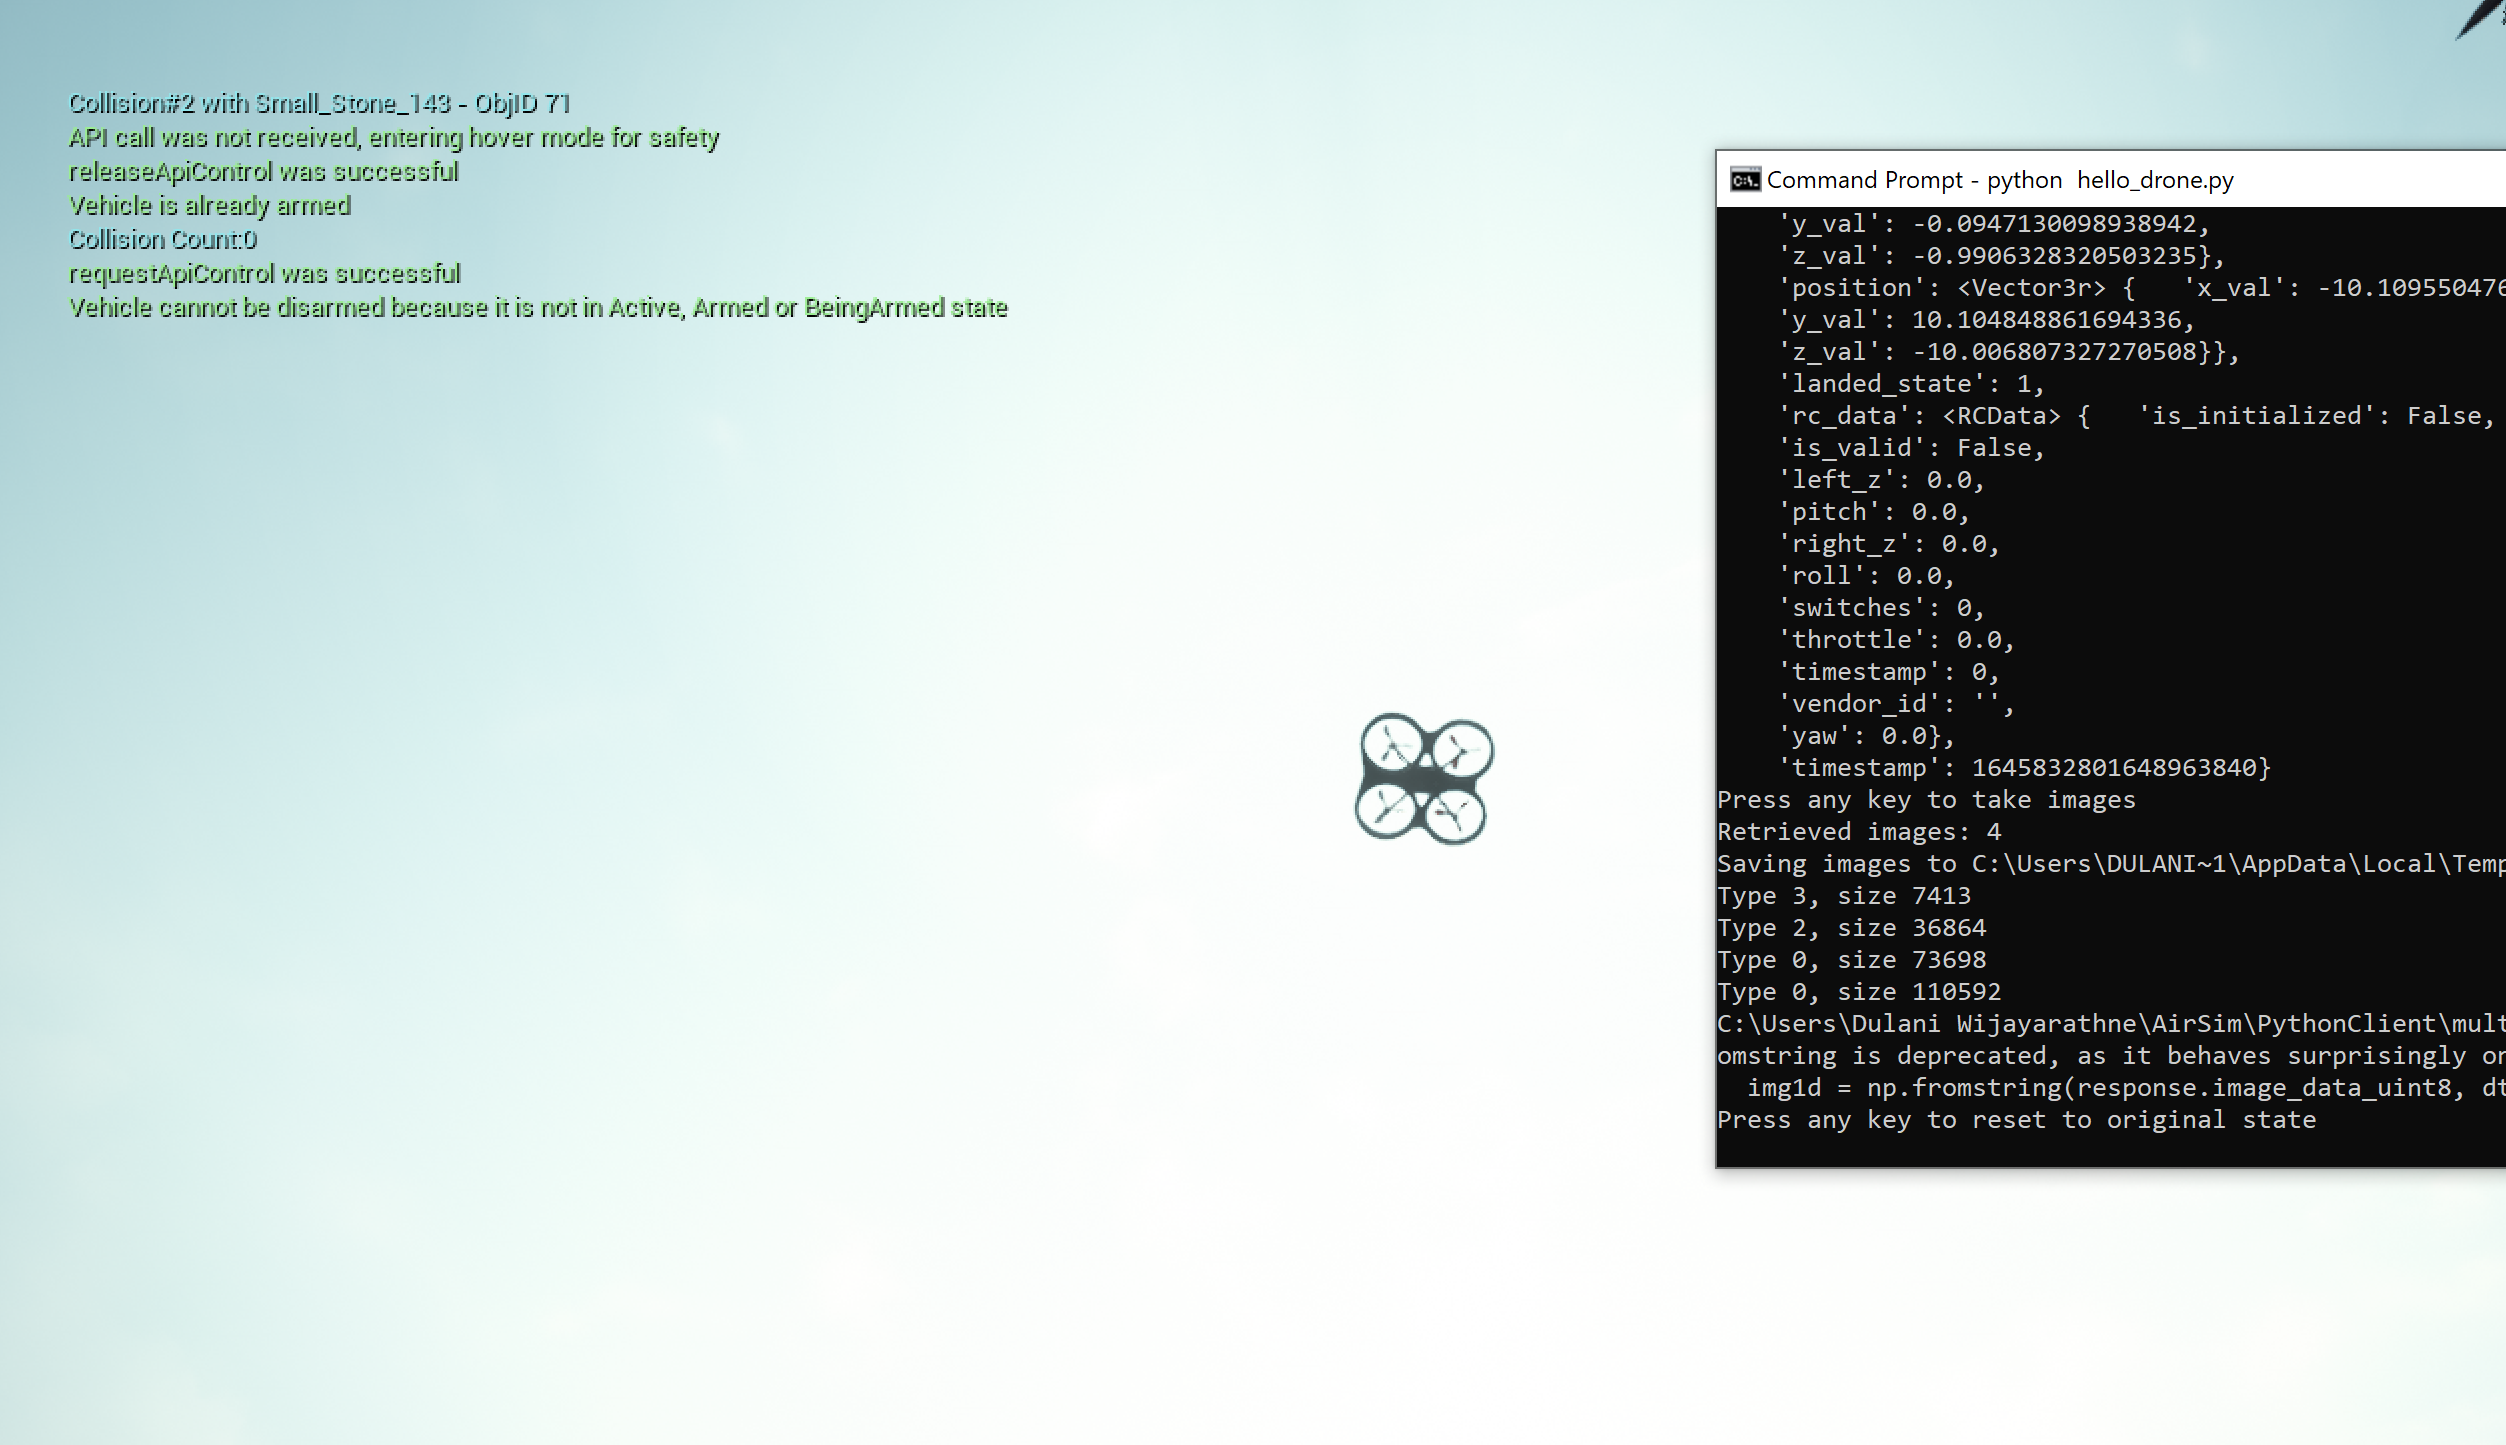 Collision#2 with Small_Stone_143 - ObjID 71
API call was not received, entering hover mode for safety
releaseApiControl was successful
Vehicle is already armed
Collision Count:0
requestApiControl was successful
Vehicle cannot be disarmed because it is not in Active, Armed or BeingArmed state
Command Prompt - python  hello_drone.py
'y_val': -0.0947130098938942,
'z_val': -0.9906328320503235},
'position': <Vector3r> {   'x_val': -10.109550476
'y_val': 10.104848861694336,
'z_val': -10.006807327270508}},
'landed_state': 1,
'rc_data': <RCData> {   'is_initialized': False,
'is_valid': False,
'left_z': 0.0,
'pitch': 0.0,
'right_z': 0.0,
'roll': 0.0,
'switches': 0,
'throttle': 0.0,
'timestamp': 0,
'vendor_id': '',
'yaw': 0.0},
'timestamp': 1645832801648963840}
Press any key to take images
Retrieved images: 4
Saving images to C:\Users\DULANI~1\AppData\Local\Temp
Type 3, size 7413
Type 2, size 36864
Type 0, size 73698
Type 0, size 110592
C:\Users\Dulani Wijayarathne\AirSim\PythonClient\mult
omstring is deprecated, as it behaves surprisingly on
img1d = np.fromstring(response.image_data_uint8, dt
Press any key to reset to original state